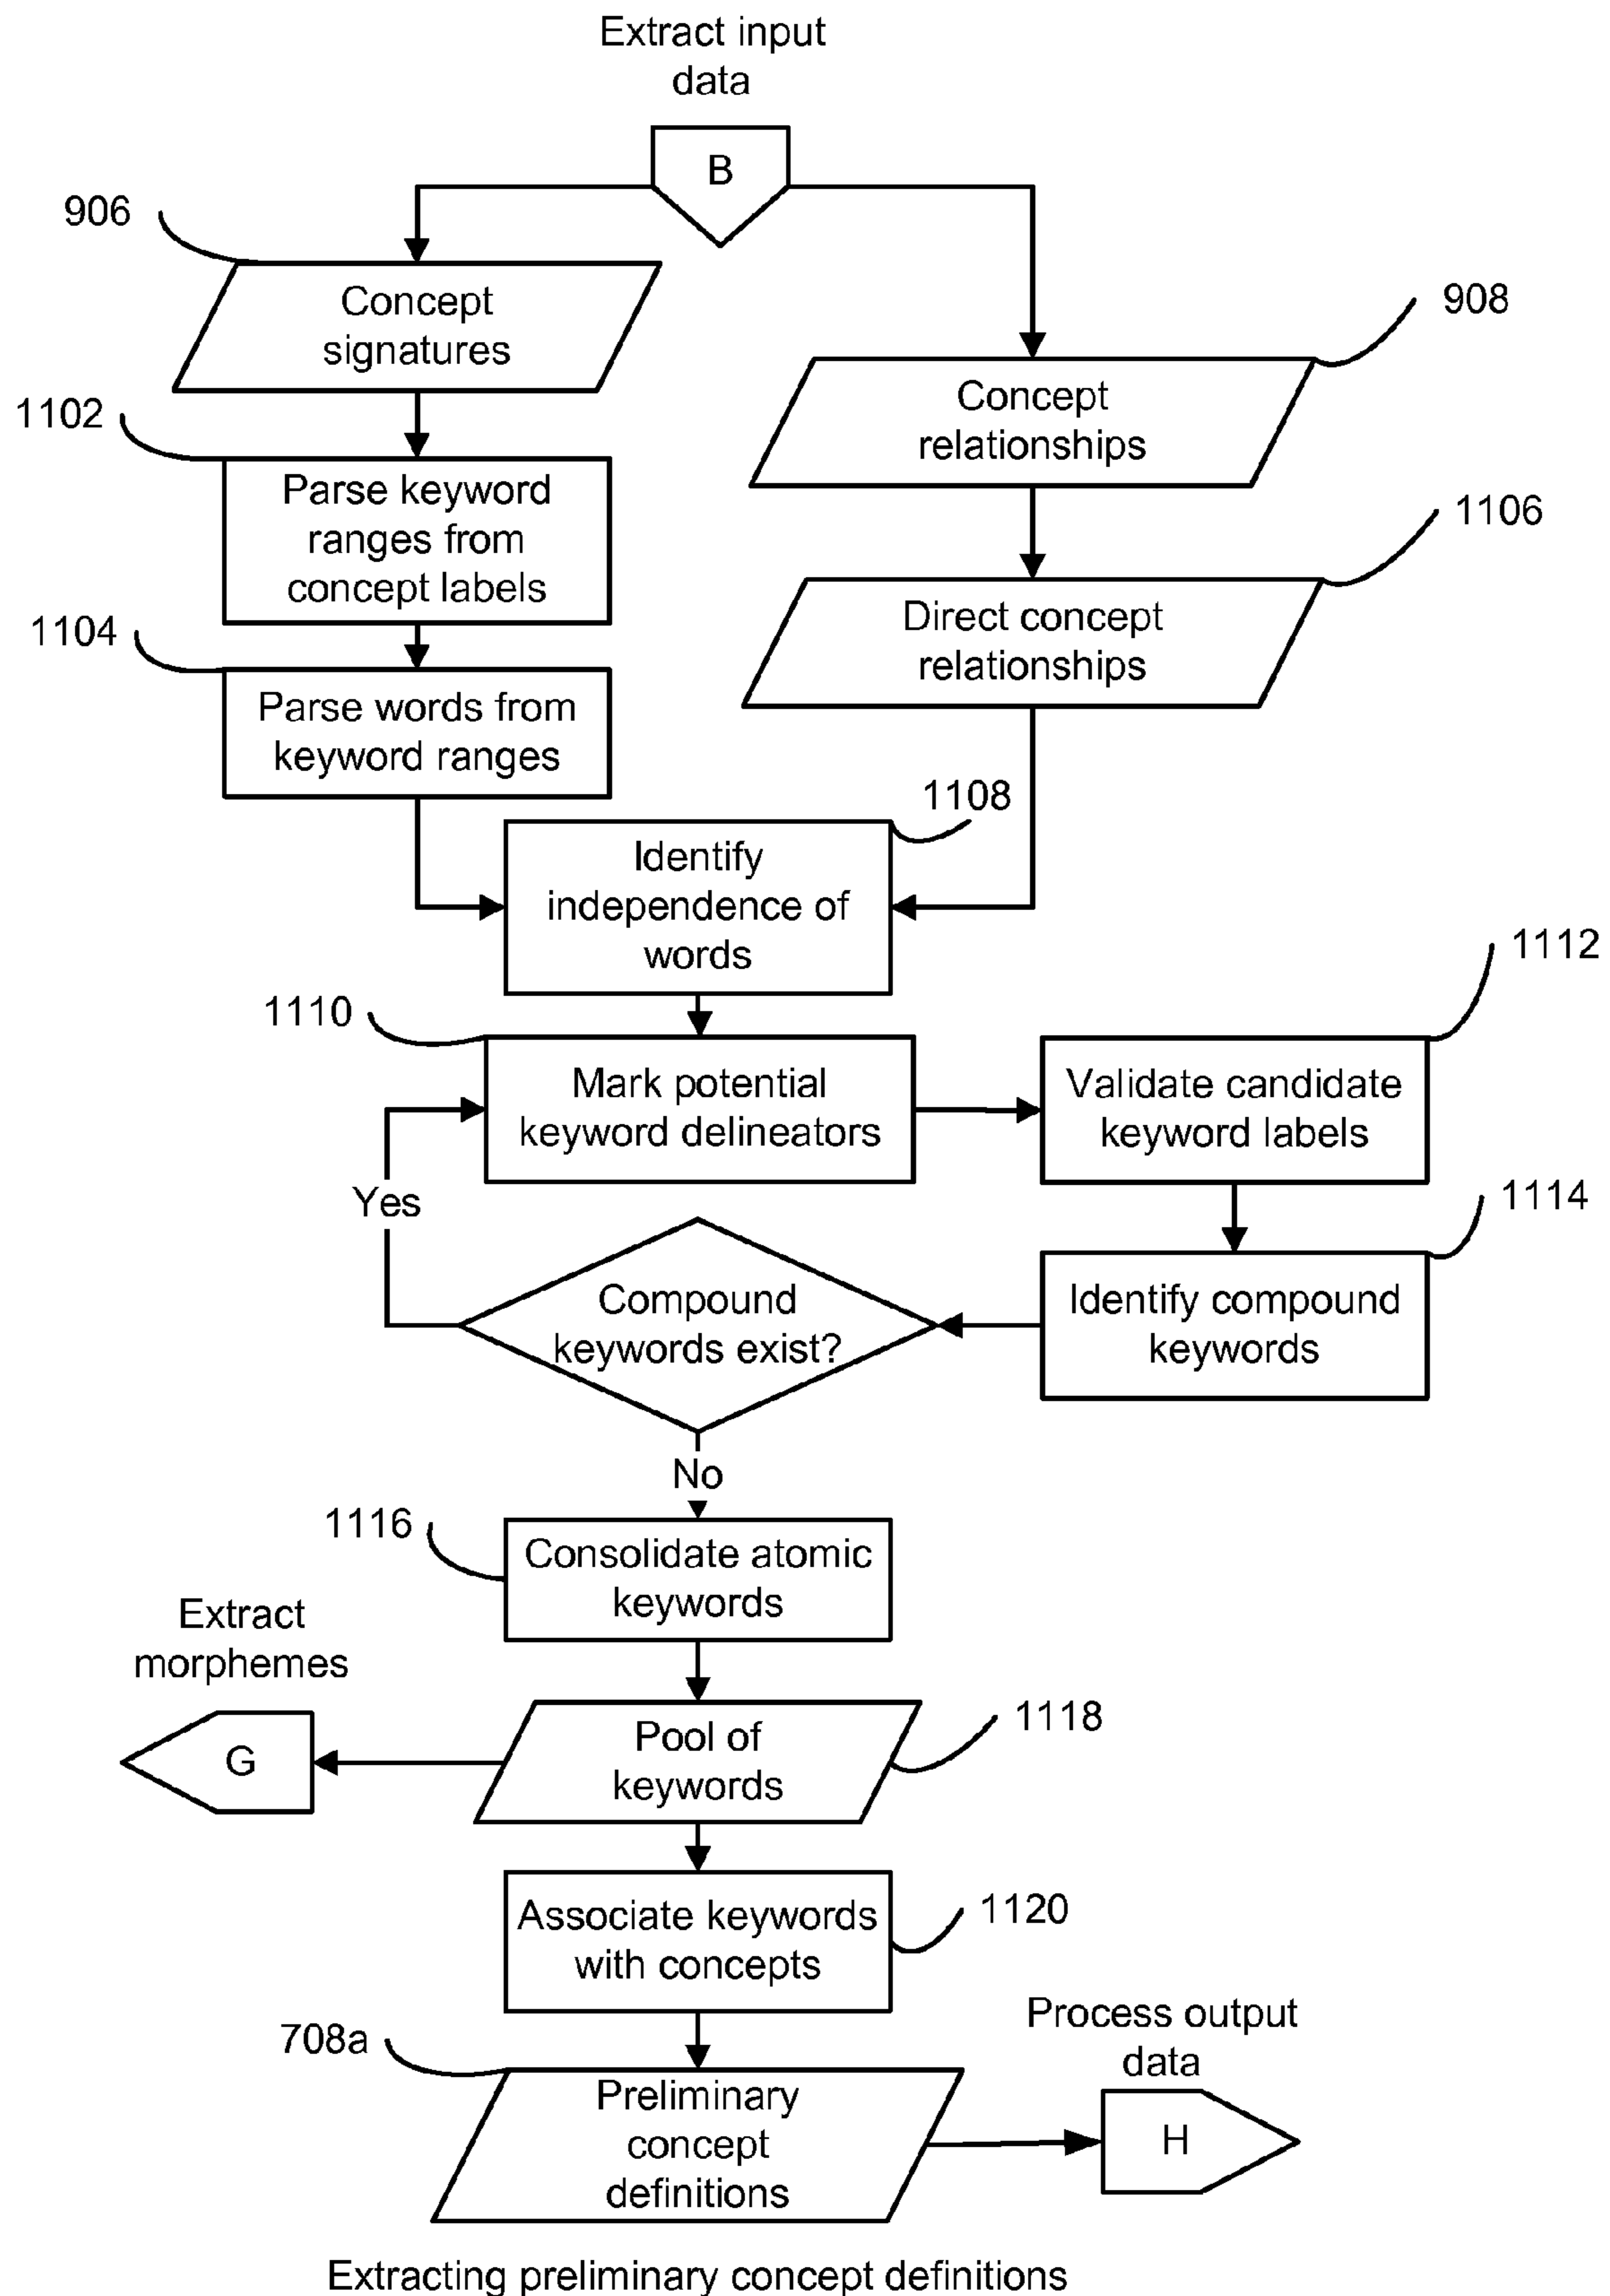 Extract input
data
B
906
Concept
signatures
908
Concept
relationships
1102
Parse keyword
ranges from
concept labels
1106
Direct concept
relationships
1104
Parse words from
keyword ranges
1108
Identify
independence of
words
1112
1110
Mark potential
keyword delineators
Validate candidate
keyword labels
Yes
1114
Compound
keywords exist?
Identify compound
keywords
No
1116
Consolidate atomic
keywords
Extract
morphemes
G
Pool of
keywords
1118
Associate keywords
with concepts
1120
Process output
data
708a
Preliminary
concept
definitions
H
Extracting preliminary concept definitions